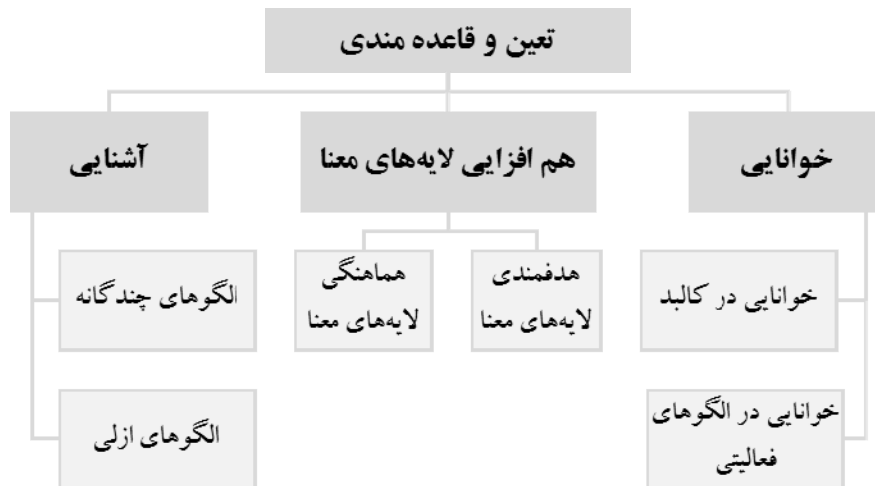 تعین و قاعده مندی
خوانایی
هم افزایی لایه‌های معنا
آشنایی
خوانایی در کالبد
خوانایی در الگوهای
فعالیتی
هدفمندی
لایه‌های معنا
هماهنگی
لایه‌های معنا
الگوهای چندگانه
الگوهای ازلی